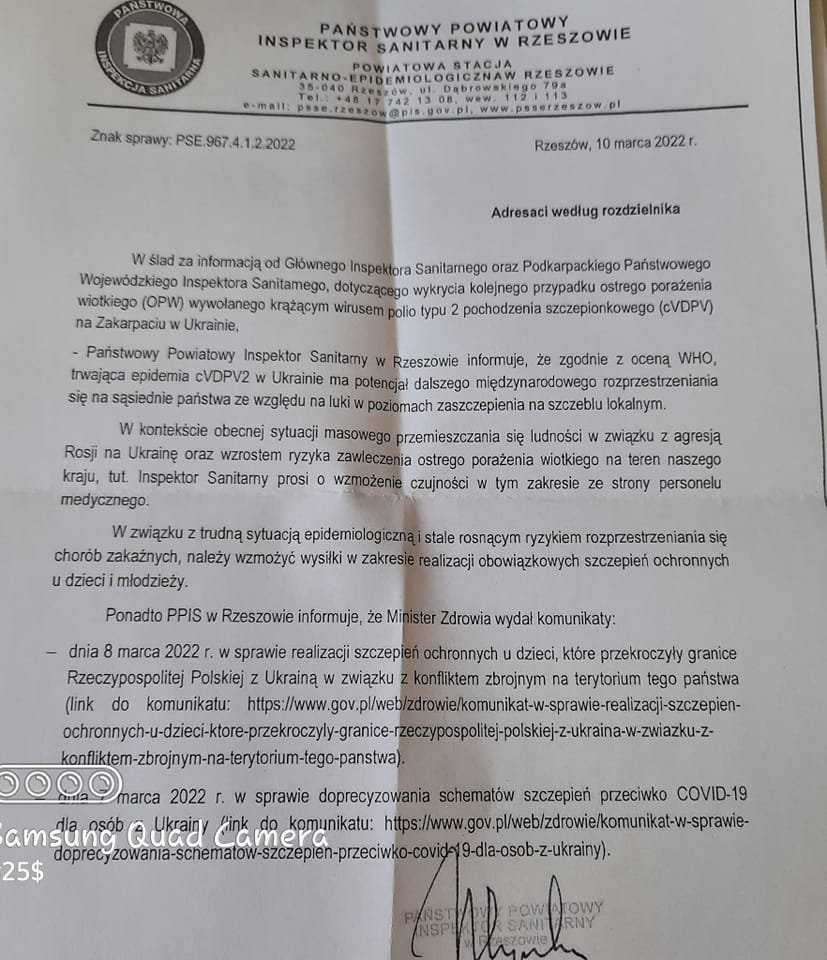 PAŃSTWOWA
INSPEKCJA SANITARNA
PAŃSTWOWY POWIATOWY
INSPEKTOR SANITARNY W RZESZOWIE
POWIATOWA STACJA
SANITARNO-EPIDEMIOLOGICZNAW RZESZOWIE
35-040 Rzeszów, ul. Dąbrowskiego 79a
Tel.: +48 17 742 13 08, wew. 112 i 113
e-mail: psse.rzeszow@pis.gov.pl, www.psserzeszow.pl
Znak sprawy: PSE.967.4.1.2.2022
Rzeszów, 10 marca 2022 r.
Adresaci według rozdzielnika
W ślad za informacją od Głównego Inspektora Sanitarnego oraz Podkarpackiego Państwowego
Wojewódzkiego Inspektora Sanitarnego, dotyczącego wykrycia kolejnego przypadku ostrego porażenia
wiotkiego (OPW) wywołanego krążącym wirusem polio typu 2 pochodzenia szczepionkowego (cVDPV)
na Zakarpaciu w Ukrainie,
- Państwowy Powiatowy Inspektor Sanitarny w Rzeszowie informuje, że zgodnie z oceną WHO,
trwająca epidemia cVDPV2 w Ukrainie ma potencjał dalszego międzynarodowego rozprzestrzeniania
się na sąsiednie państwa ze względu na luki w poziomach zaszczepienia na szczeblu lokalnym.
W kontekście obecnej sytuacji masowego przemieszczania się ludności w związku z agresją
Rosji na Ukrainę oraz wzrostem ryzyka zawleczenia ostrego porażenia wiotkiego na teren naszego
kraju, tut. Inspektor Sanitarny prosi o wzmożenie czujności w tym zakresie ze strony personelu
medycznego.
W związku z trudną sytuacją epidemiologiczną i stale rosnącym ryzykiem rozprzestrzeniania się
chorób zakaźnych, należy wzmożyć wysiłki w zakresie realizacji obowiązkowych szczepień ochronnych
u dzieci i młodzieży.
Ponadto PPIS w Rzeszowie informuje, że Minister Zdrowia wydał komunikaty:
– dnia 8 marca 2022 r. w sprawie realizacji szczepień ochronnych u dzieci, które przekroczyły granice
Rzeczypospolitej Polskiej z Ukrainą w związku z konfliktem zbrojnym na terytorium tego państwa
(link do komunikatu: https://www.gov.pl/web/zdrowie/komunikat-w-sprawie-realizacji-szczepien-
ochronnych-u-dzieci-ktore-przekroczyly-granice-rzeczypospolitej-polskiej-z-ukraina-w-zwiazku-z-
konfliktem-zbrojnym-na-terytorium-tego-panstwa).
– dnia 7 marca 2022 r. w sprawie doprecyzowania schematów szczepień przeciwko COVID-19
dla osób z Ukrainy (link do komunikatu: https://www.gov.pl/web/zdrowie/komunikat-w-sprawie-
doprecyzowania-schematow-szczepien-przeciwko-covid-19-dla-osob-z-ukrainy).
Samsung Quad Camera
25$
PAŃSTWOWY POWIATOWY
INSPEKTOR SANITARNY
w Rzeszowie